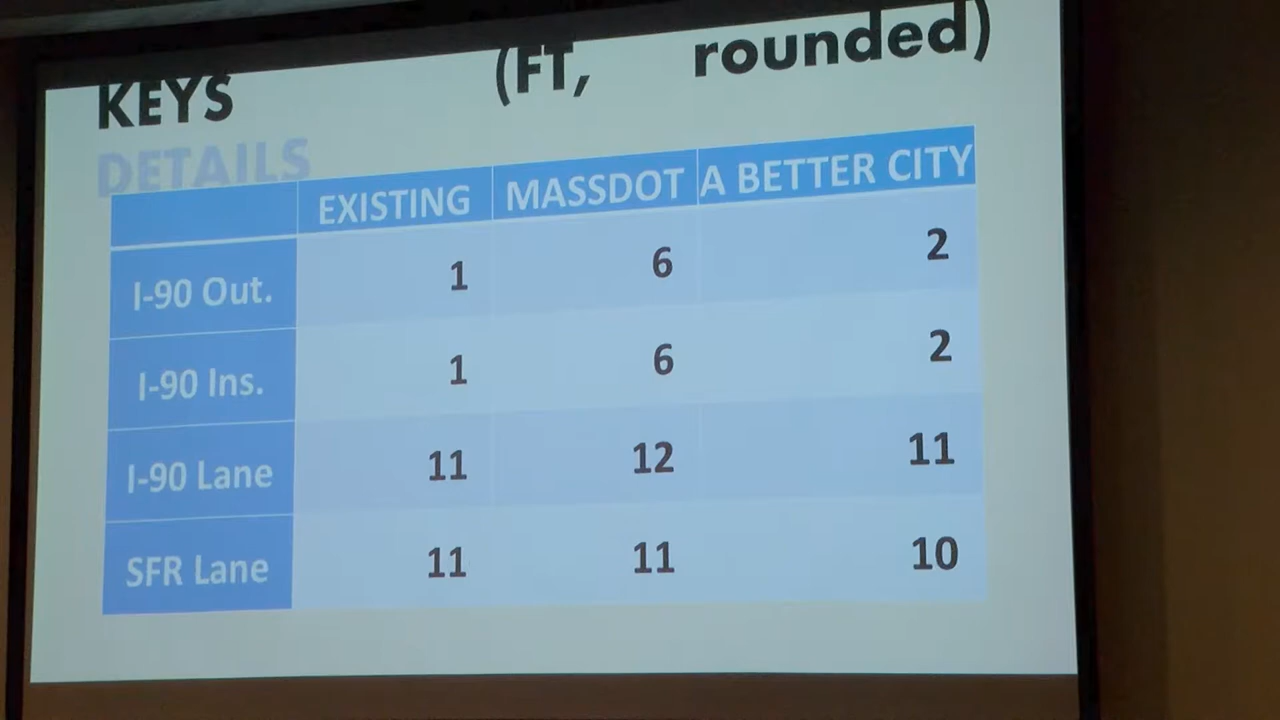 KEYS (FT, rounded)
DETAILS
EXISTING MASSDOT A BETTER CITY
I-90 Out. 1 6 2
I-90 Ins. 1 6 2
I-90 Lane 11 12 11
SFR Lane 11 11 10